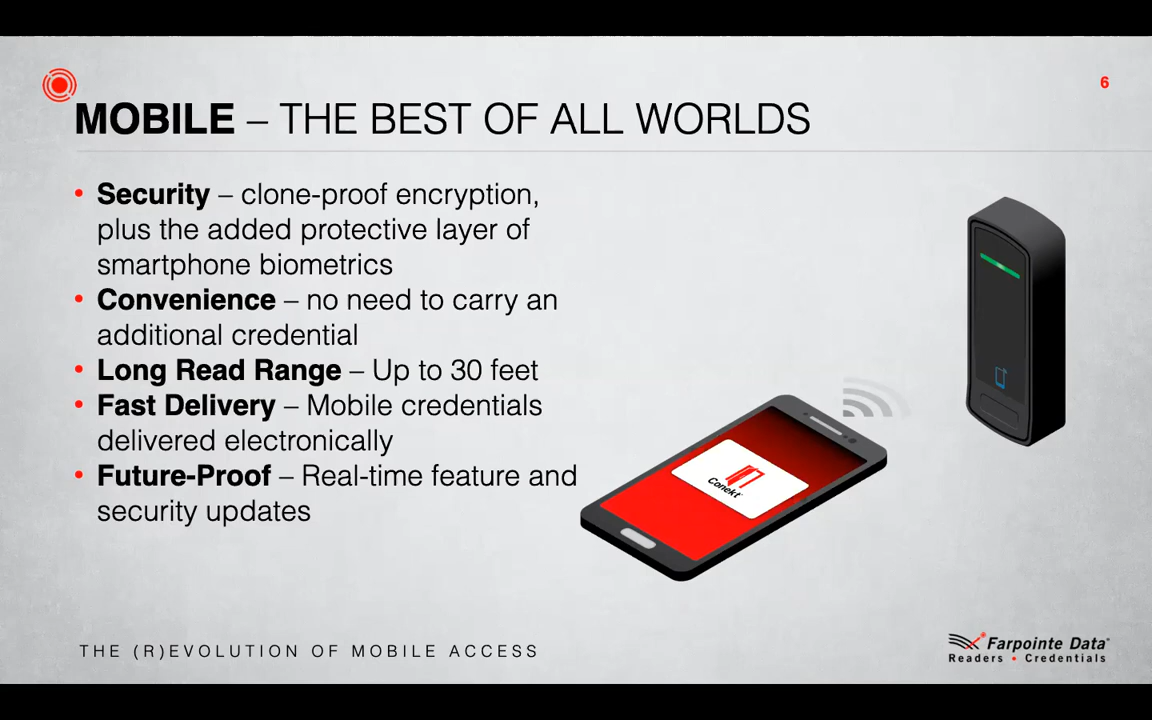 6
MOBILE – THE BEST OF ALL WORLDS
• Security – clone-proof encryption,
plus the added protective layer of
smartphone biometrics
• Convenience – no need to carry an
additional credential
• Long Read Range – Up to 30 feet
• Fast Delivery – Mobile credentials
delivered electronically
• Future-Proof – Real-time feature and
security updates
Conekt
THE (R)EVOLUTION OF MOBILE ACCESS
Farpointe Data®
Readers • Credentials